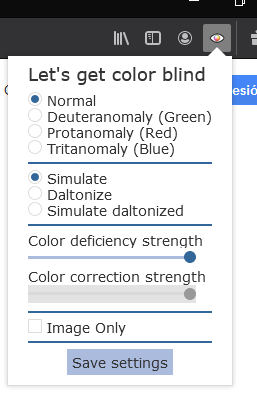 Let's get color blind
Normal
Deuteranomaly (Green)
Protanomaly (Red)
Tritanomaly (Blue)
Simulate
Daltonize
Simulate daltonized
Color deficiency strength
Color correction strength
Image Only
Save settings